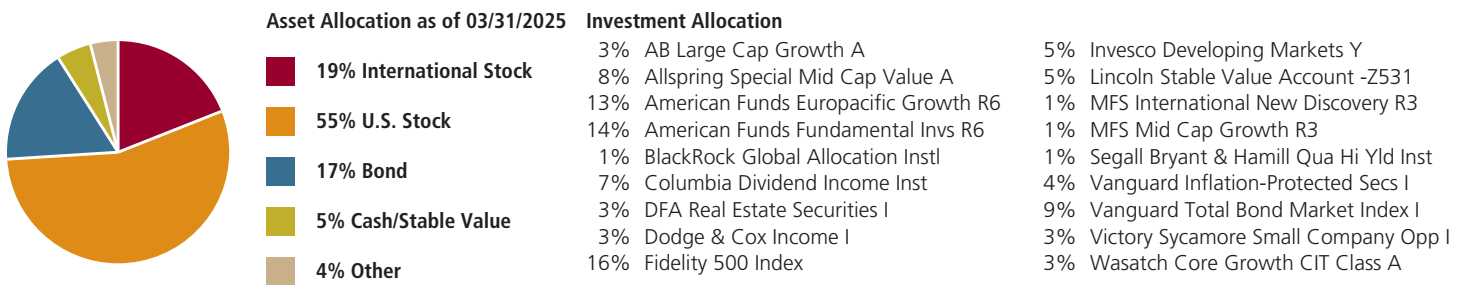 Asset Allocation as of 03/31/2025
19% International Stock
55% U.S. Stock
17% Bond
5% Cash/Stable Value
4% Other
Investment Allocation
3% AB Large Cap Growth A
8% Allspring Special Mid Cap Value A
13% American Funds Europacific Growth R6
14% American Funds Fundamental Invs R6
1% BlackRock Global Allocation Instl
7% Columbia Dividend Income Inst
3% DFA Real Estate Securities I
3% Dodge & Cox Income I
16% Fidelity 500 Index
5% Invesco Developing Markets Y
5% Lincoln Stable Value Account -Z531
1% MFS International New Discovery R3
1% MFS Mid Cap Growth R3
1% Segall Bryant & Hamill Qua Hi Yld Inst
4% Vanguard Inflation-Protected Secs I
9% Vanguard Total Bond Market Index I
3% Victory Sycamore Small Company Opp I
3% Wasatch Core Growth CIT Class A